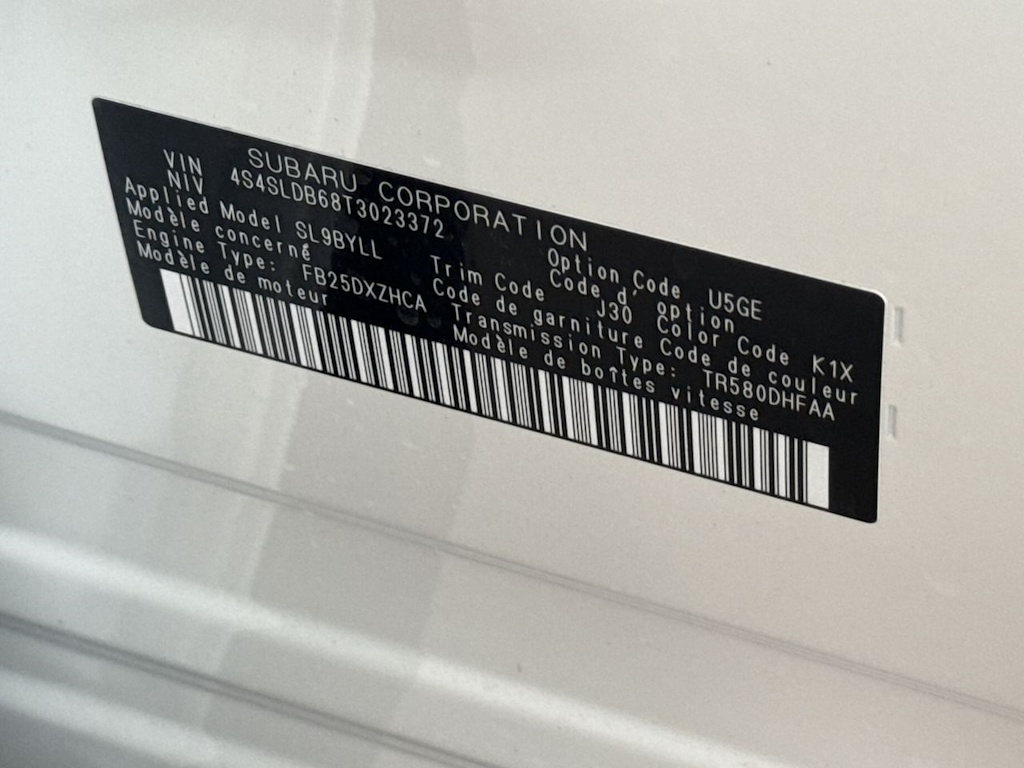 SUBARU CORPORATION
VIN 4S4SLDB68T3023372 Option Code U5GE
NIV Code d'option
Applied Model SL9BYLL Trim Code J30 Color Code K1X
Modèle concerné Code de garniture Code de couleur
Engine Type: FB25DXZHCA Transmission Type: TR580DHFAA
Modèle de moteur Modèle de boîtes vitesse